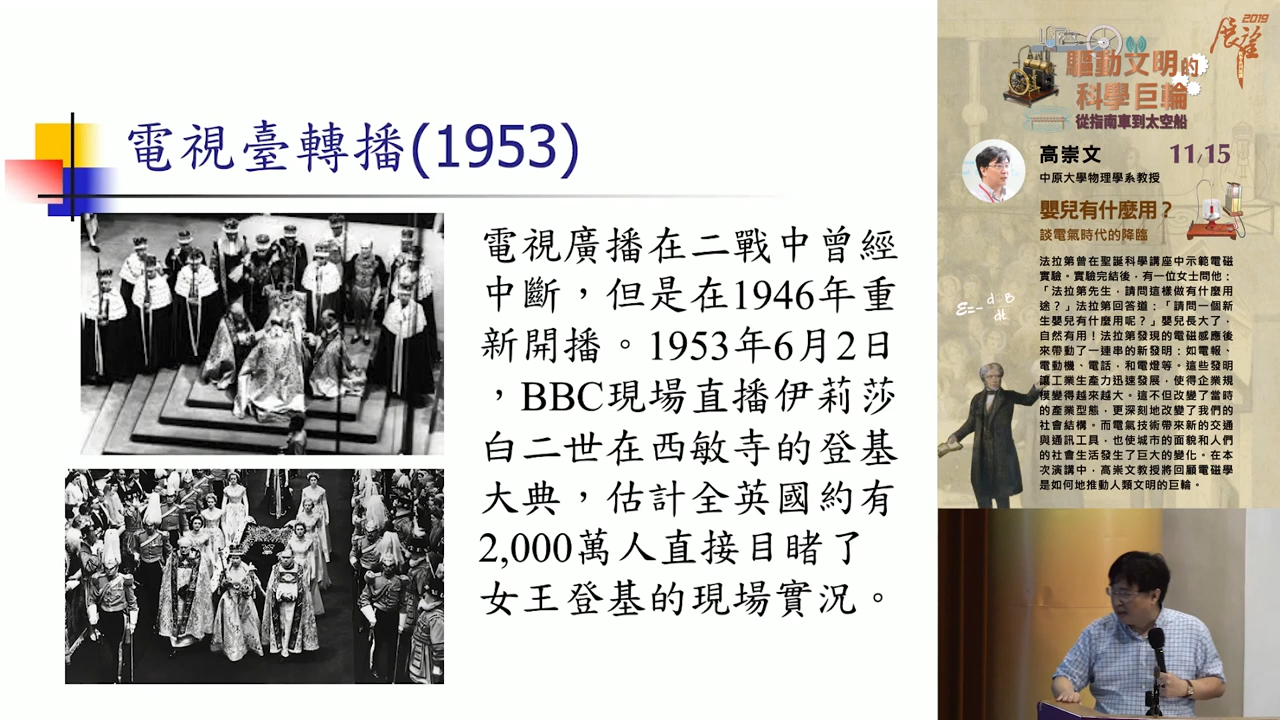 電視臺轉播(1953)
電視廣播在二戰中曾經
中斷，但是在1946年重
新開播。1953年6月2日
，BBC現場直播伊莉莎
白二世在西敏寺的登基
大典，估計全英國約有
2,000萬人直接目睹了
女王登基的現場實況。
2019
展望
驅動文明的
科學巨輪
從指南車到太空船
高崇文
11/15
中原大學物理學系教授
嬰兒有什麼用？
談電氣時代的降臨
法拉第曾在聖誕科學講座中示範電磁
實驗。實驗完結後，有一位女士問他：
「法拉第先生，請問這樣做有什麼用
途？」法拉第回答道：「請問一個新
生嬰兒有什麼用呢？」嬰兒長大了，
自然有用！法拉第發現的電磁感應後
來帶動了一連串的新發明：如電報、
電動機、電話，和電燈等。這些發明
讓工業生產力迅速發展，使得企業規
模變得越來越大。這不但改變了當時
的產業型態，更深刻地改變了我們的
社會結構。而電氣技術帶來新的交通
與通訊工具，也使城市的面貌和人們
的社會生活發生了巨大的變化。在本
次演講中，高崇文教授將回顧電磁學
是如何地推動人類文明的巨輪。